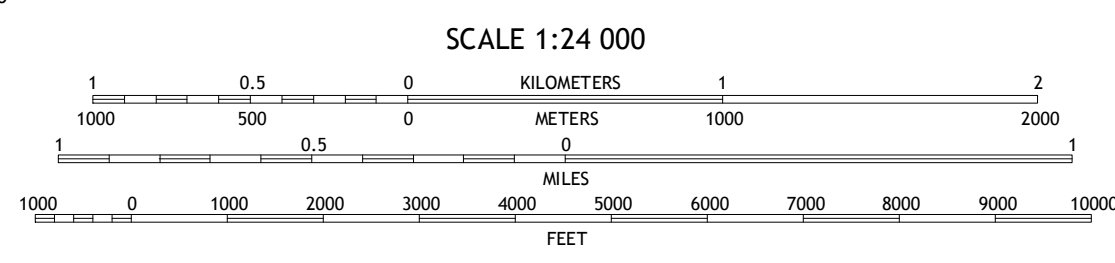 SCALE 1:24 000
1 0.5 0 KILOMETERS 1 2
1000 500 0 METERS 1000 2000
1 0.5 0 1
MILES
1000 0 1000 2000 3000 4000 5000 6000 7000 8000 9000 10000
FEET